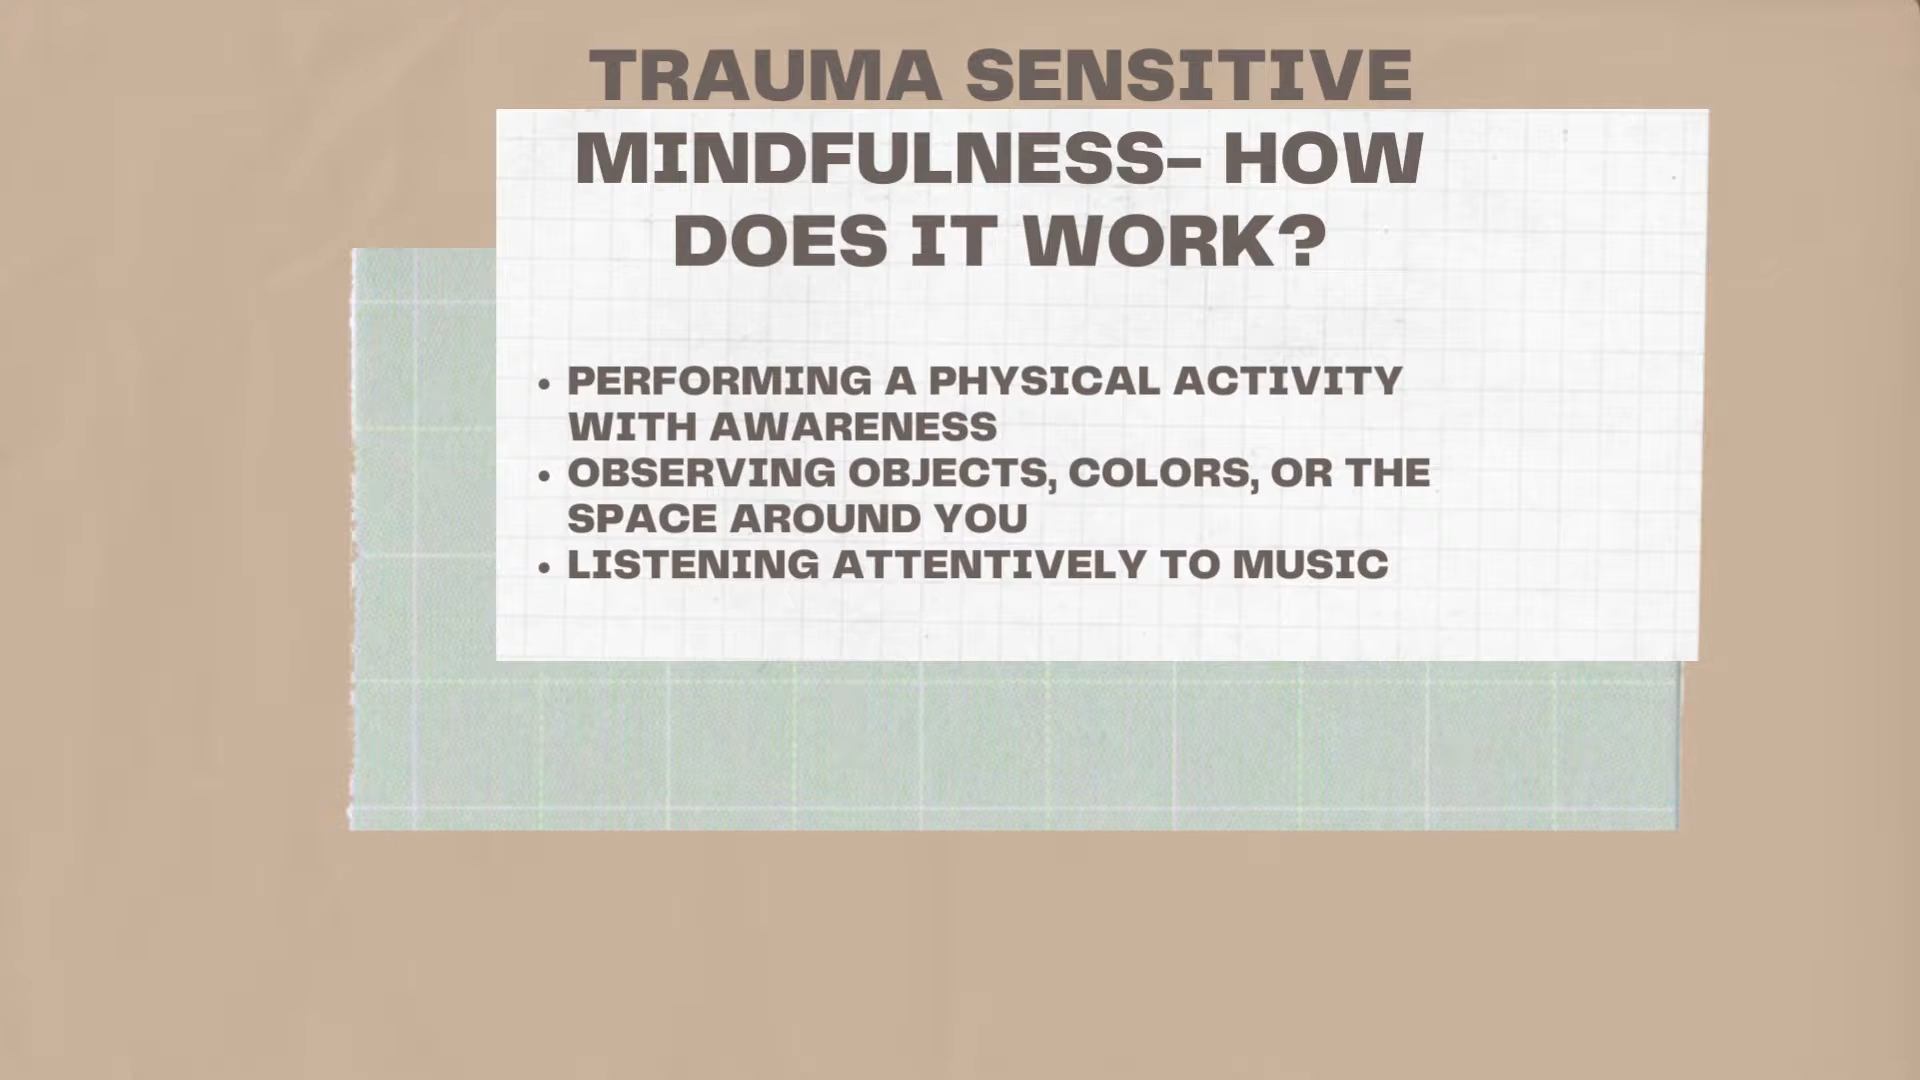 TRAUMA SENSITIVE
MINDFULNESS– HOW
DOES IT WORK?
• PERFORMING A PHYSICAL ACTIVITY
WITH AWARENESS
• OBSERVING OBJECTS, COLORS, OR THE
SPACE AROUND YOU
• LISTENING ATTENTIVELY TO MUSIC